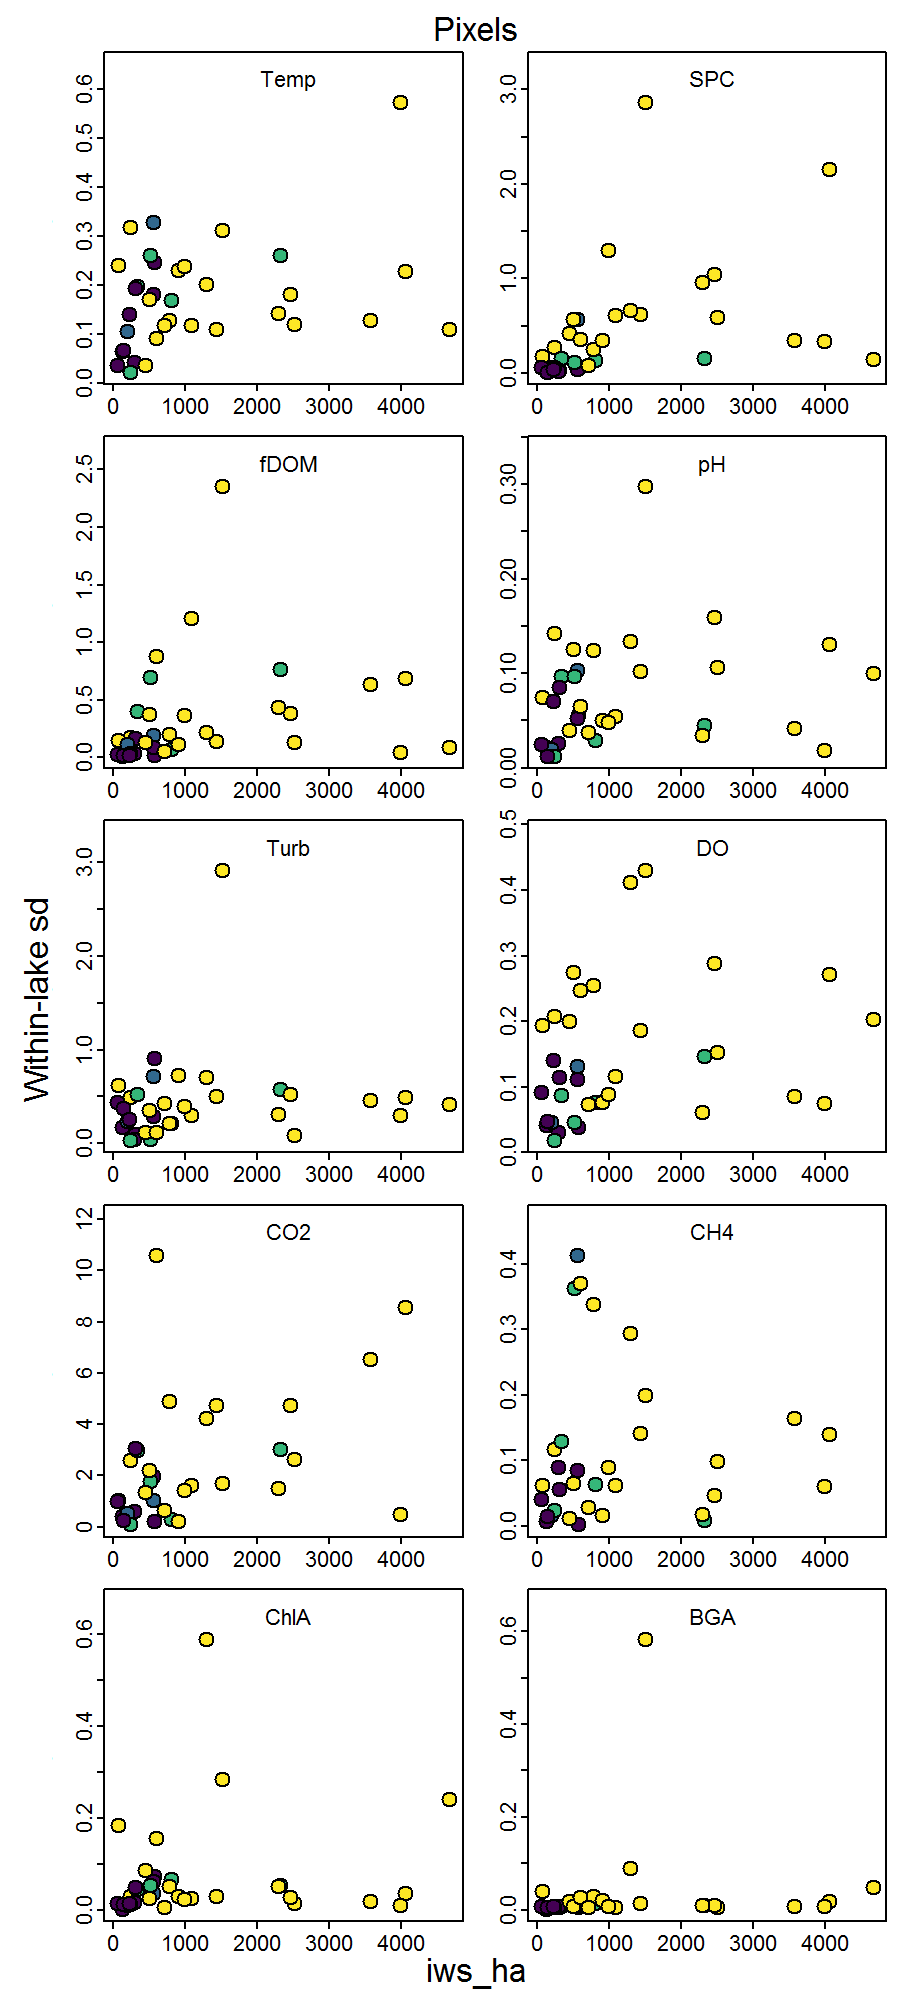 Pixels
Within-lake sd
Temp
0.0 0.1 0.2 0.3 0.4 0.5 0.6
0 1000 2000 3000 4000
SPC
0.0 1.0 2.0 3.0
0 1000 2000 3000 4000
fDOM
0.0 0.5 1.0 1.5 2.0 2.5
0 1000 2000 3000 4000
pH
0.00 0.10 0.20 0.30
0 1000 2000 3000 4000
Turb
0.0 1.0 2.0 3.0
0 1000 2000 3000 4000
DO
0.0 0.1 0.2 0.3 0.4 0.5
0 1000 2000 3000 4000
CO2
0 2 4 6 8 10 12
0 1000 2000 3000 4000
CH4
0.0 0.1 0.2 0.3 0.4
0 1000 2000 3000 4000
ChlA
0.0 0.2 0.4 0.6
0 1000 2000 3000 4000
BGA
0.0 0.2 0.4 0.6
0 1000 2000 3000 4000
iws_ha